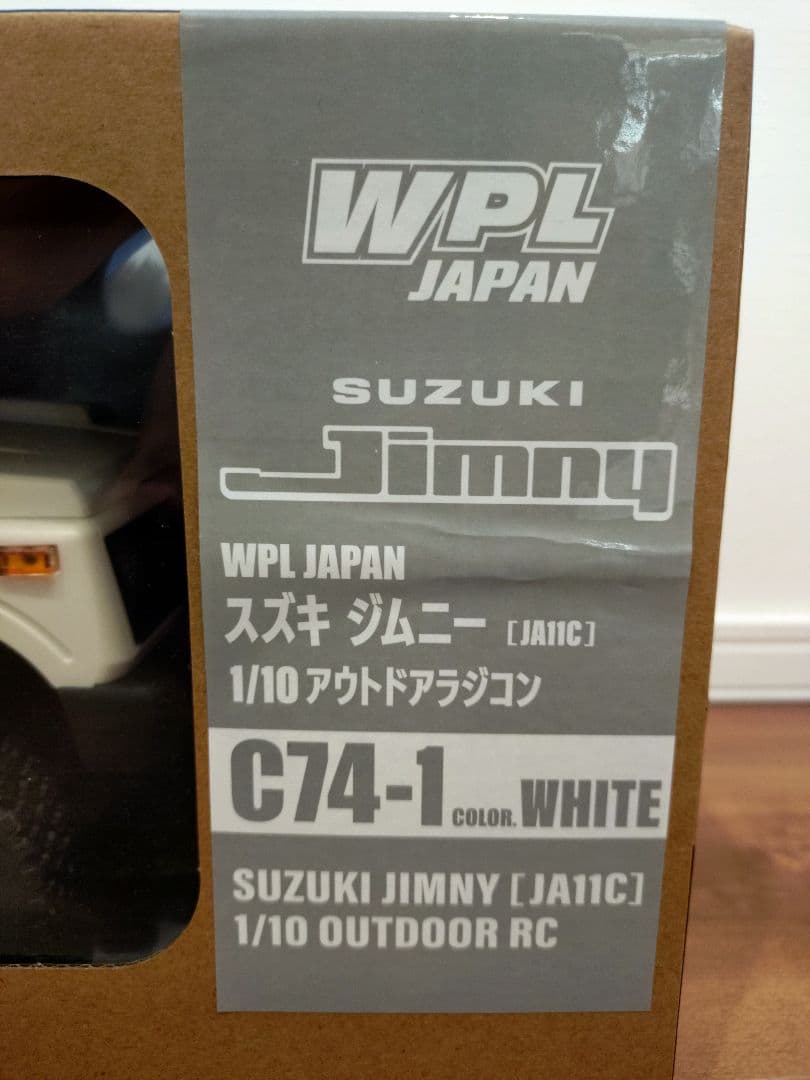 WPL
JAPAN
SUZUKI
Jimny
WPL JAPAN
スズキ ジムニー [JA11C]
1/10 アウトドアラジコン
C74-1 COLOR. WHITE
SUZUKI JIMNY [JA11C]
1/10 OUTDOOR RC